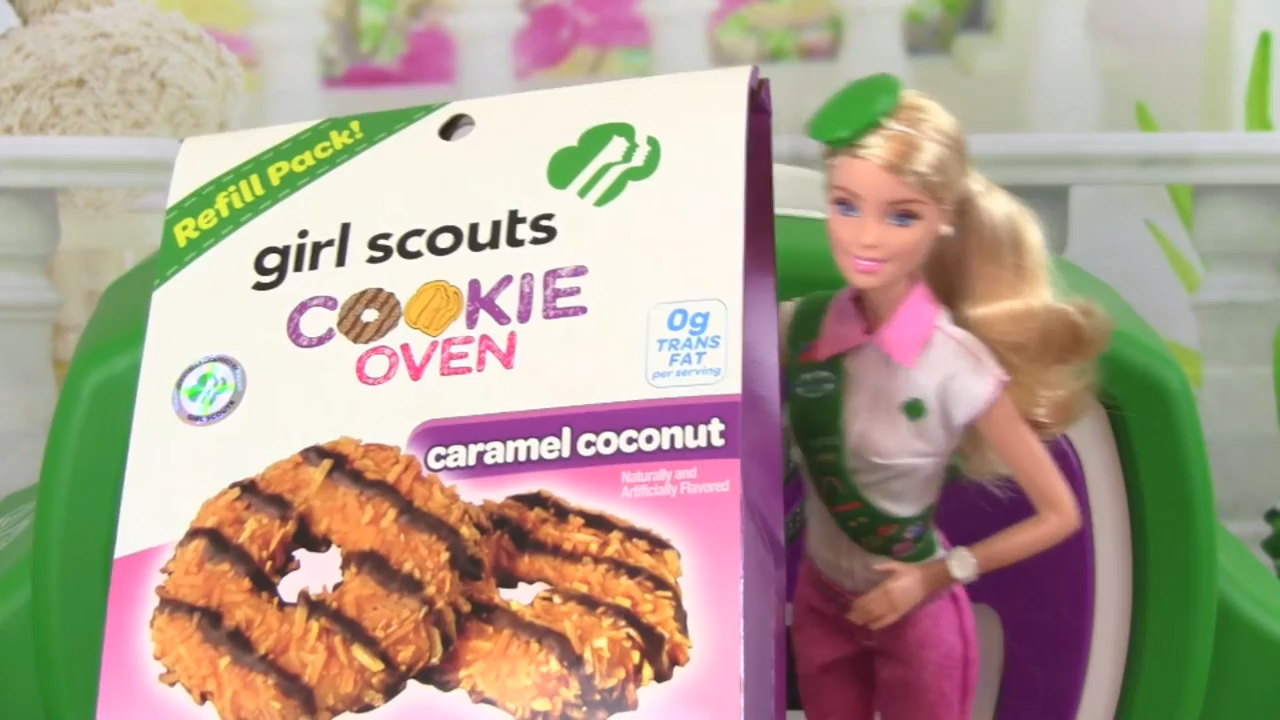 Refill Pack!
girl scouts
COOKIE
OVEN
0g
TRANS
FAT
per serving
caramel coconut
Naturally and
Artificially Flavored